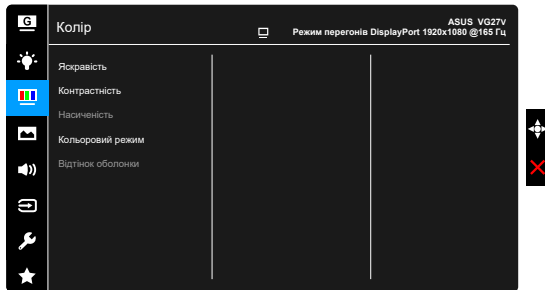 G
Колір
ASUS VG27V
Режим перегонів DisplayPort 1920x1080 @165 Гц
Яскравість
Контрастність
Насиченість
Кольоровий режим
Відтінок оболонки